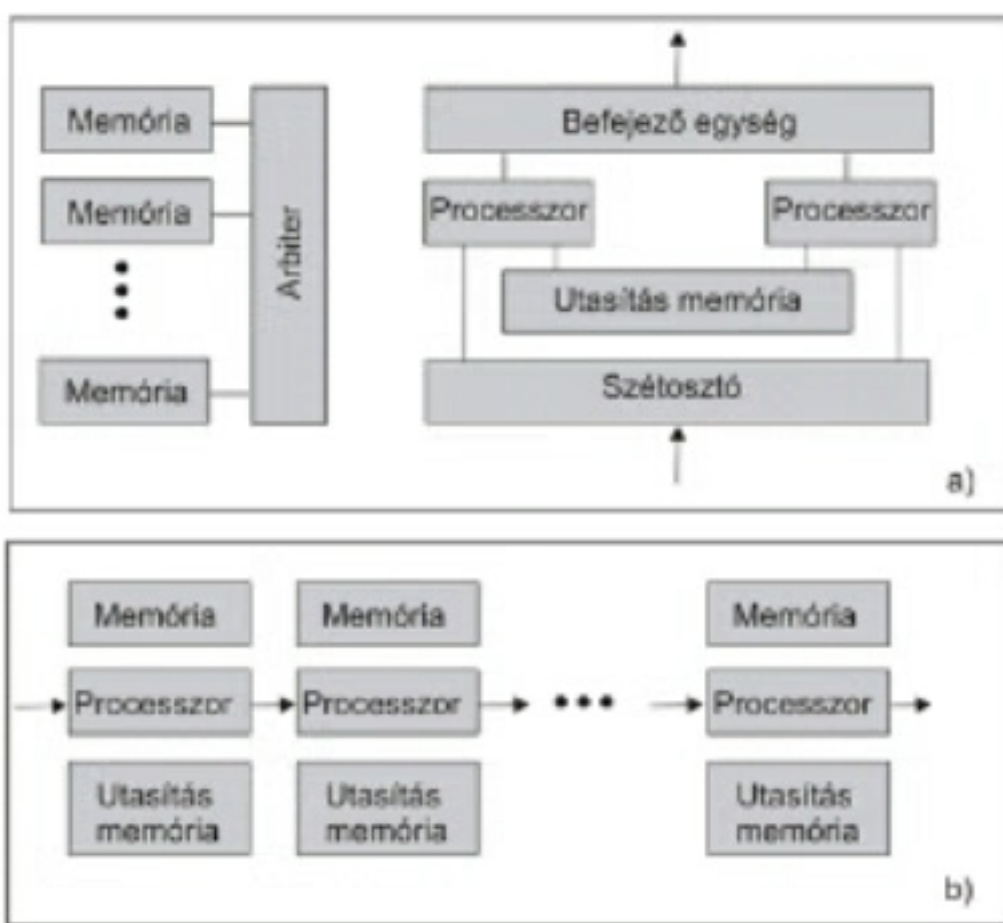 Memória
Memória
Memória
Arbiter
Befejező egység
Processzor
Processzor
Utasítás memória
Szétosztó
a)
Memória
Memória
Memória
Processzor
Processzor
Processzor
Utasítás
memória
Utasítás
memória
Utasítás
memória
b)